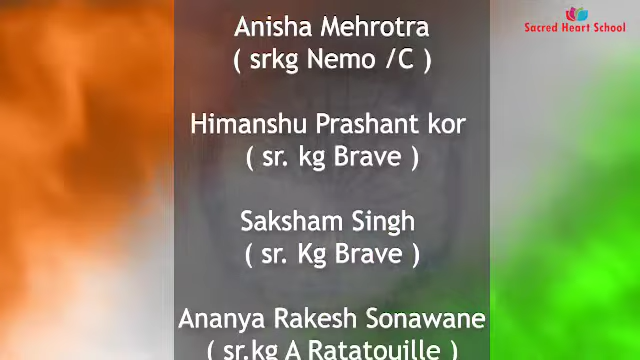 Sacred Heart School
Anisha Mehrotra
( srkg Nemo /C )
Himanshu Prashant kor
( sr. kg Brave )
Saksham Singh
( sr. Kg Brave )
Ananya Rakesh Sonawane
( sr.kg A Ratatouille )